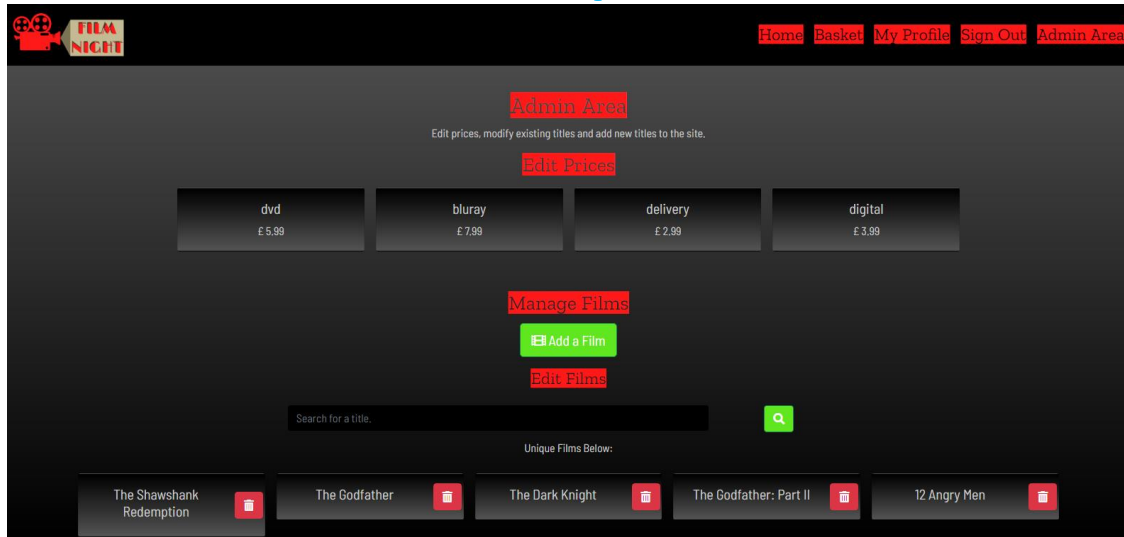 FILM
NIGHT
Home Basket My Profile Sign Out Admin Area
Admin Area
Edit prices, modify existing titles and add new titles to the site.
Edit Prices
dvd
£ 5.99
bluray
£ 7.99
delivery
£ 2.99
digital
£ 3.99
Manage Films
Add a Film
Edit Films
Search for a title.
Unique Films Below:
The Shawshank
Redemption
The Godfather
The Dark Knight
The Godfather: Part II
12 Angry Men